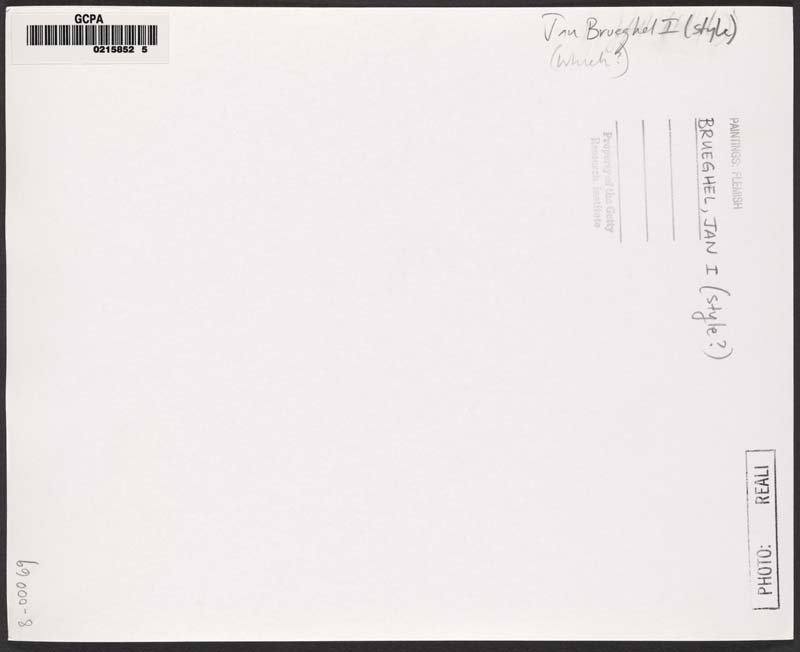 GCPA
0215852 5
Jan Brueghel I (style)
(which?)
PAINTINGS: FLEMISH
BRUEGHEL, JAN I (style?)
Property of the Getty
Research Institute
PHOTO: REALI
69000-8